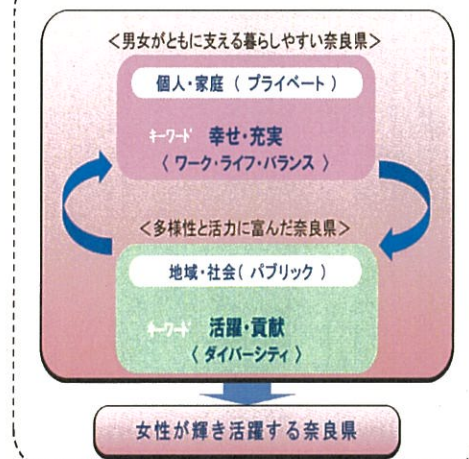 ＜男女がともに支える暮らしやすい奈良県＞
個人・家庭（ プライベート ）
ｷｰﾜｰﾄﾞ 幸せ・充実
〈 ワーク・ライフ・バランス 〉
＜多様性と活力に富んだ奈良県＞
地域・社会（ パブリック ）
ｷｰﾜｰﾄﾞ 活躍・貢献
〈 ダイバーシティ 〉
女性が輝き活躍する奈良県